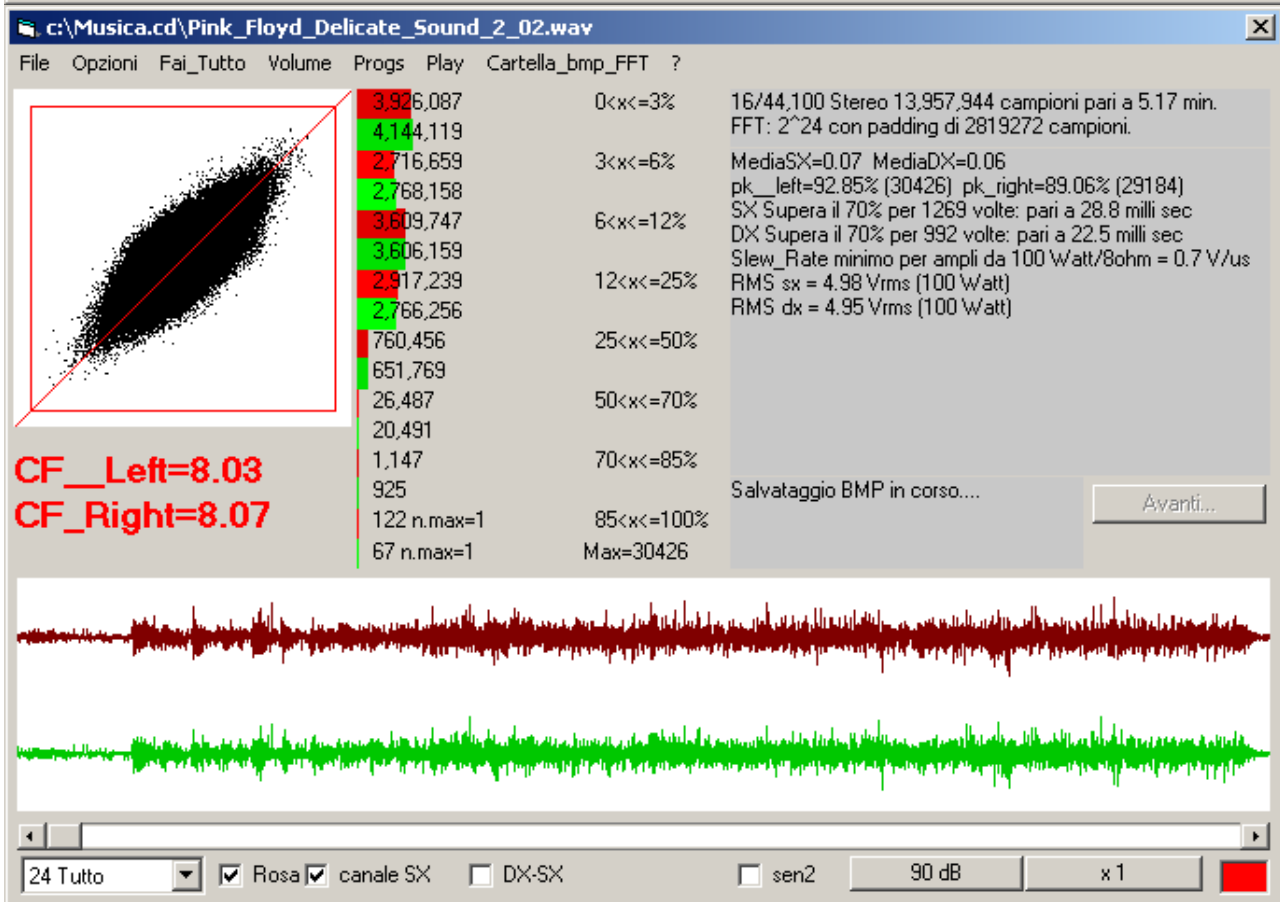 c:\Musica.cd\Pink_Floyd_Delicate_Sound_2_02.wav
File Opzioni Fai_Tutto Volume Progs Play Cartella_bmp_FFT ?
3,926,087 0<x<=3%
4,144,119
2,716,659 3<x<=6%
2,768,158
3,609,747 6<x<=12%
3,606,159
2,917,239 12<x<=25%
2,766,256
760,456 25<x<=50%
651,769
26,487 50<x<=70%
20,491
1,147 70<x<=85%
925
122 n.max=1 85<x<=100%
67 n.max=1 Max=30426
16/44,100 Stereo 13,957,944 campioni pari a 5.17 min.
FFT: 2^24 con padding di 2819272 campioni.
MediaSX=0.07 MediaDX=0.06
pk__left=92.85% (30426) pk_right=89.06% (29184)
SX Supera il 70% per 1269 volte: pari a 28.8 milli sec
DX Supera il 70% per 992 volte: pari a 22.5 milli sec
Slew_Rate minimo per ampli da 100 Watt/8ohm = 0.7 V/us
RMS sx = 4.98 Vrms (100 Watt)
RMS dx = 4.95 Vrms (100 Watt)
CF__Left=8.03
CF_Right=8.07
Salvataggio BMP in corso....
Avanti...
24 Tutto Rosa canale SX DX-SX sen2 90 dB x 1